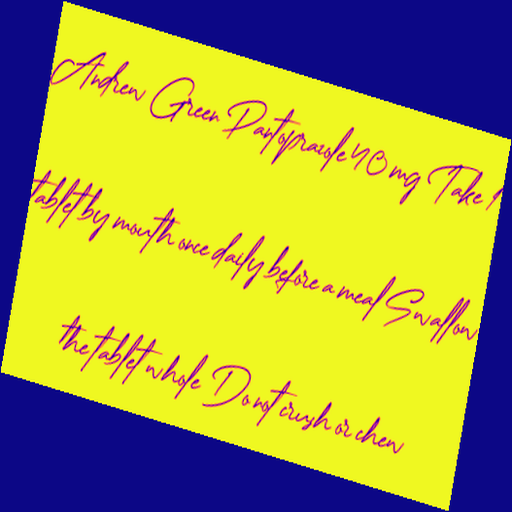 Andrew Green Pantoprazole 40 mg Take 1
tablet by mouth once daily before a meal Swallow
the tablet whole Do not crush or chew